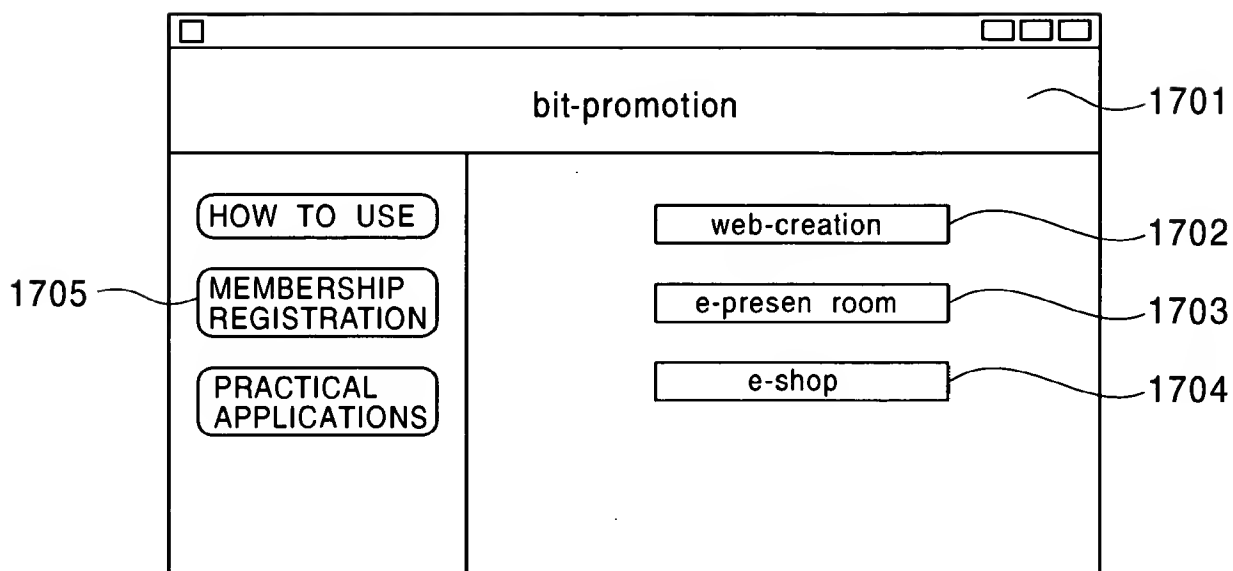 bit-promotion
1701
HOW TO USE
web-creation
1702
1705
MEMBERSHIP
REGISTRATION
e-presen room
1703
PRACTICAL
APPLICATIONS
e-shop
1704